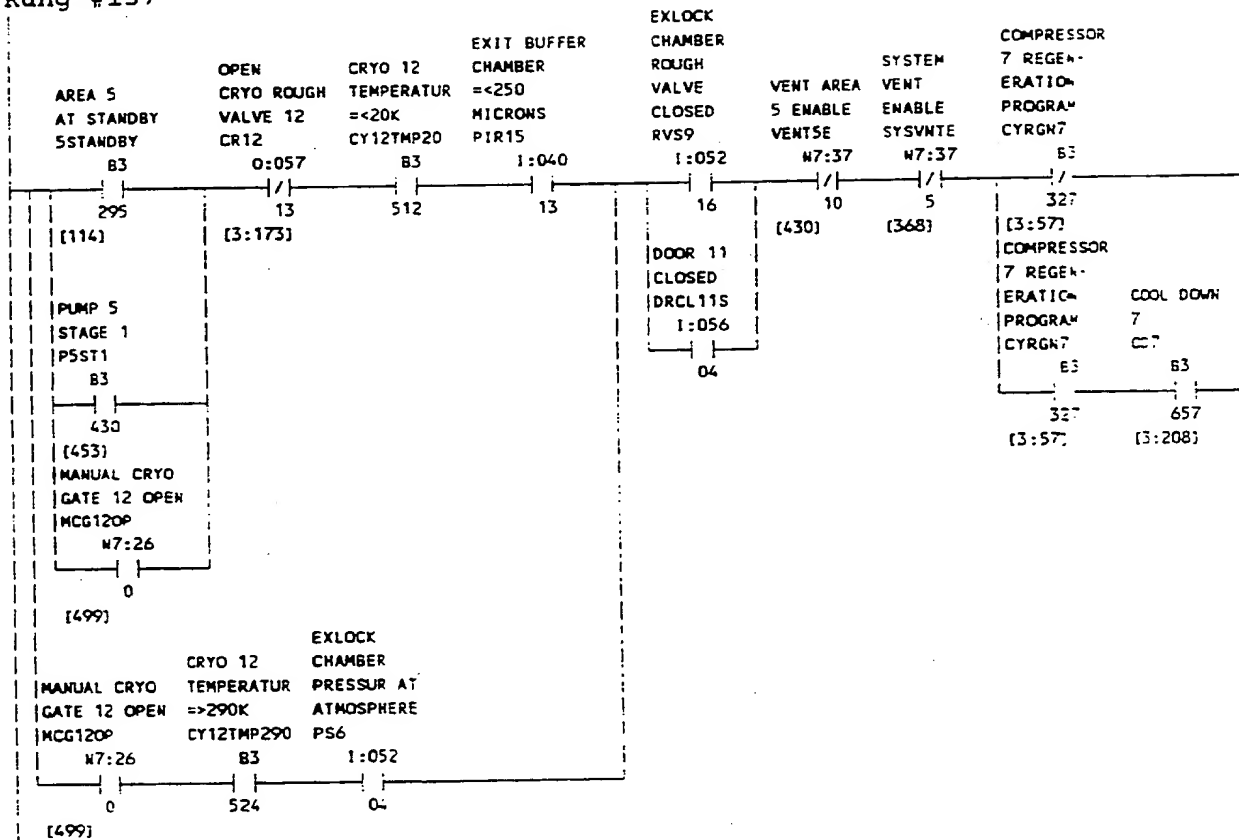 Rung #137
AREA 5
AT STANDBY
5STANDBY
B3
295
[114]
OPEN
CRYO ROUGH
VALVE 12
CR12
O:057
13
[3:173]
CRYO 12
TEMPERATUR
=<20K
CY12TMP20
B3
512
EXIT BUFFER
CHAMBER
=<250
MICRONS
PIR15
I:040
13
EXLOCK
CHAMBER
ROUGH
VALVE
CLOSED
RVS9
I:052
16
VENT AREA
5 ENABLE
VENT5E
N7:37
10
[430]
SYSTEM
VENT
ENABLE
SYSVNTE
N7:37
5
[368]
COMPRESSOR
7 REGEN-
ERATION
PROGRAM
CYRGN7
B3
327
[3:57]
PUMP 5
STAGE 1
P5ST1
B3
430
[453]
MANUAL CRYO
GATE 12 OPEN
MCG12OP
N7:26
0
[499]
DOOR 11
CLOSED
DRCL11S
I:056
04
COMPRESSOR
7 REGEN-
ERATION
PROGRAM
CYRGN7
B3
327
[3:57]
COOL DOWN
7
CD7
B3
657
[3:208]
MANUAL CRYO
GATE 12 OPEN
MCG12OP
N7:26
0
[499]
CRYO 12
TEMPERATUR
=>290K
CY12TMP290
B3
524
EXLOCK
CHAMBER
PRESSUR AT
ATMOSPHERE
PS6
I:052
04